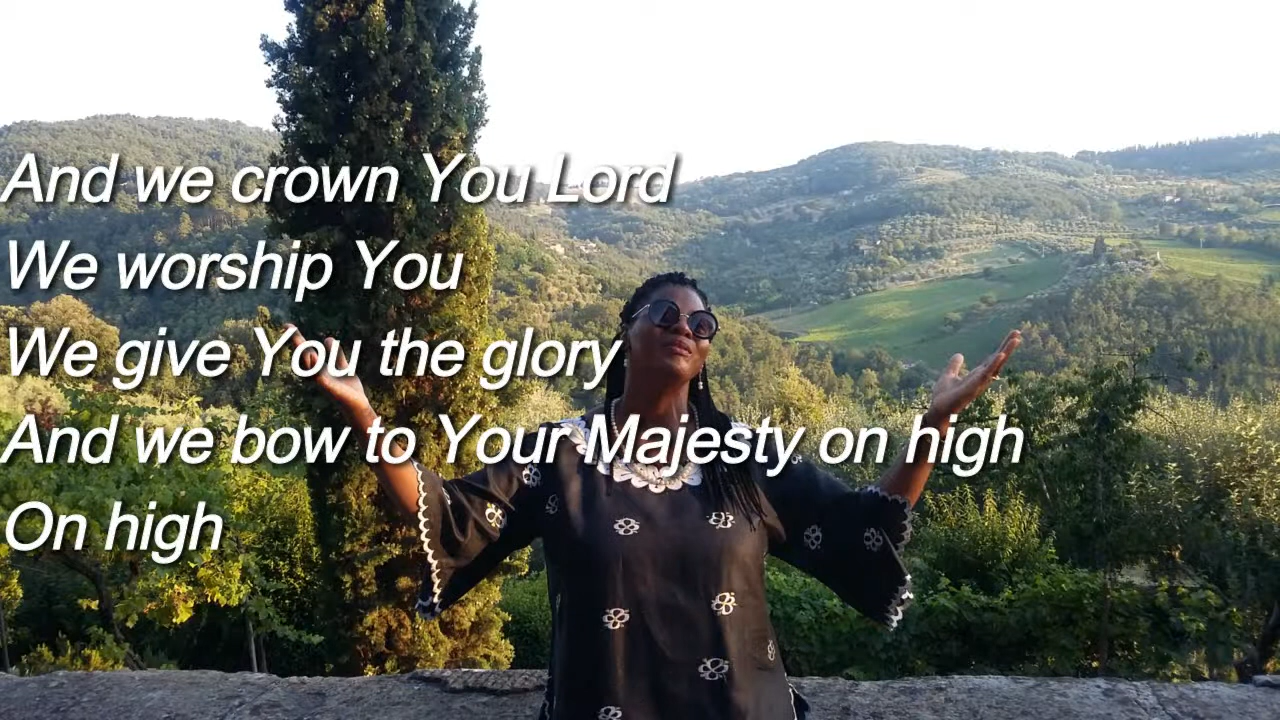 And we crown You Lord
We worship You
We give You the glory
And we bow to Your Majesty on high
On high